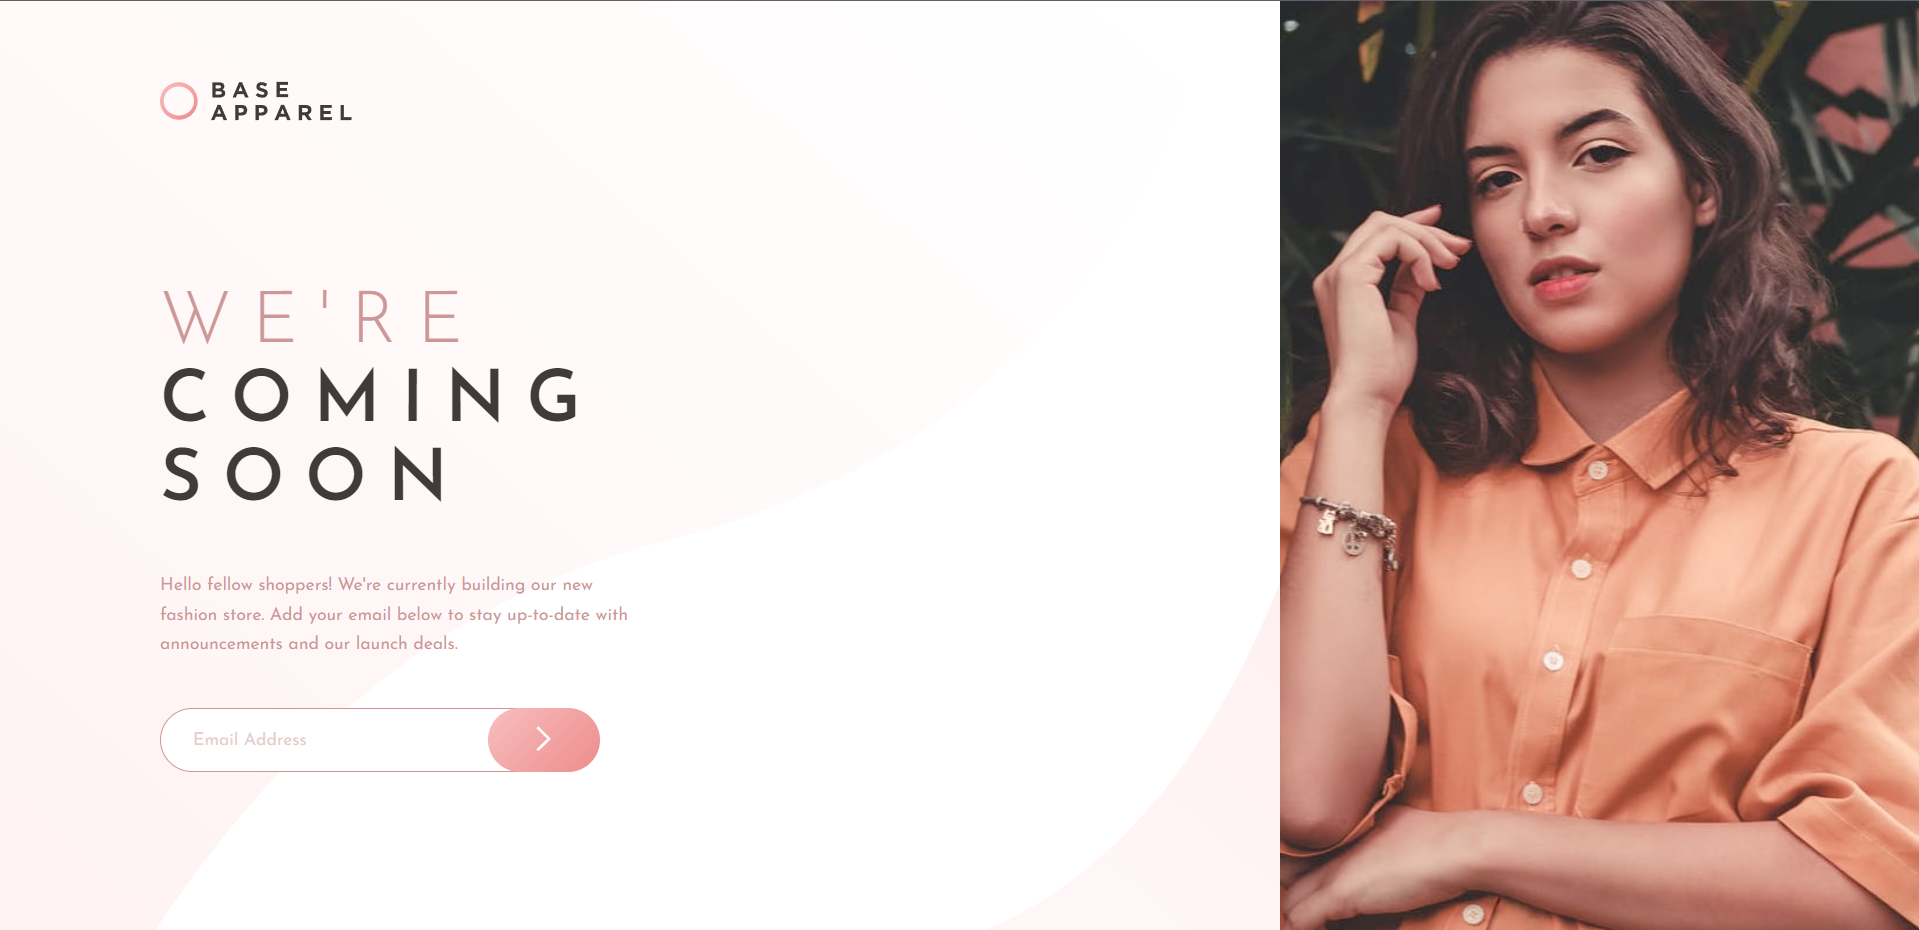 BASE
APPAREL
WE'RE
COMING
SOON
Hello fellow shoppers! We're currently building our new
fashion store. Add your email below to stay up-to-date with
announcements and our launch deals.
Email Address